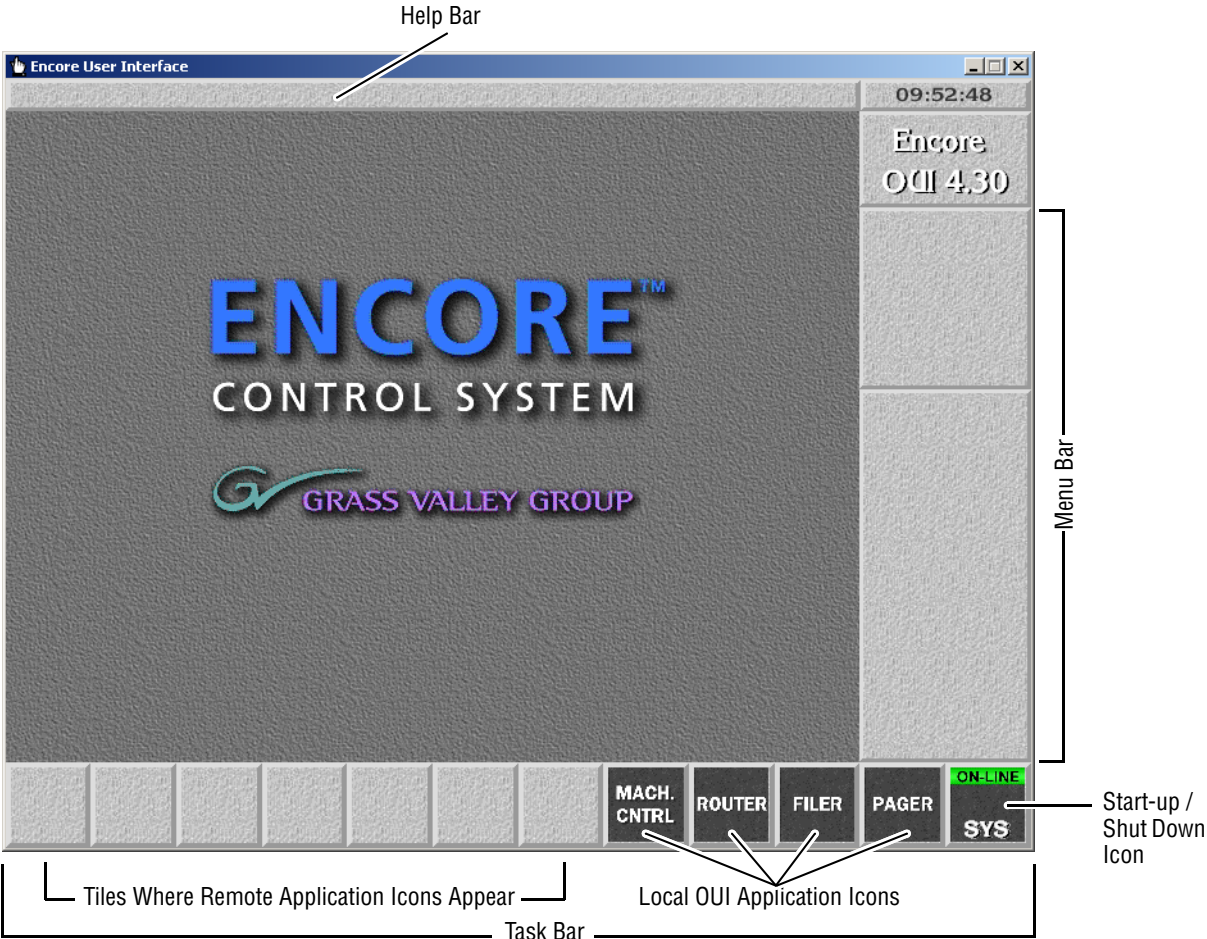 Help Bar
Encore User Interface
09:52:48
Encore
OUI 4.30
ENCORE™
CONTROL SYSTEM
GV GRASS VALLEY GROUP
Menu Bar
MACH.
CNTRL
ROUTER
FILER
PAGER
ON-LINE
SYS
Start-up /
Shut Down
Icon
Tiles Where Remote Application Icons Appear
Local OUI Application Icons
Task Bar